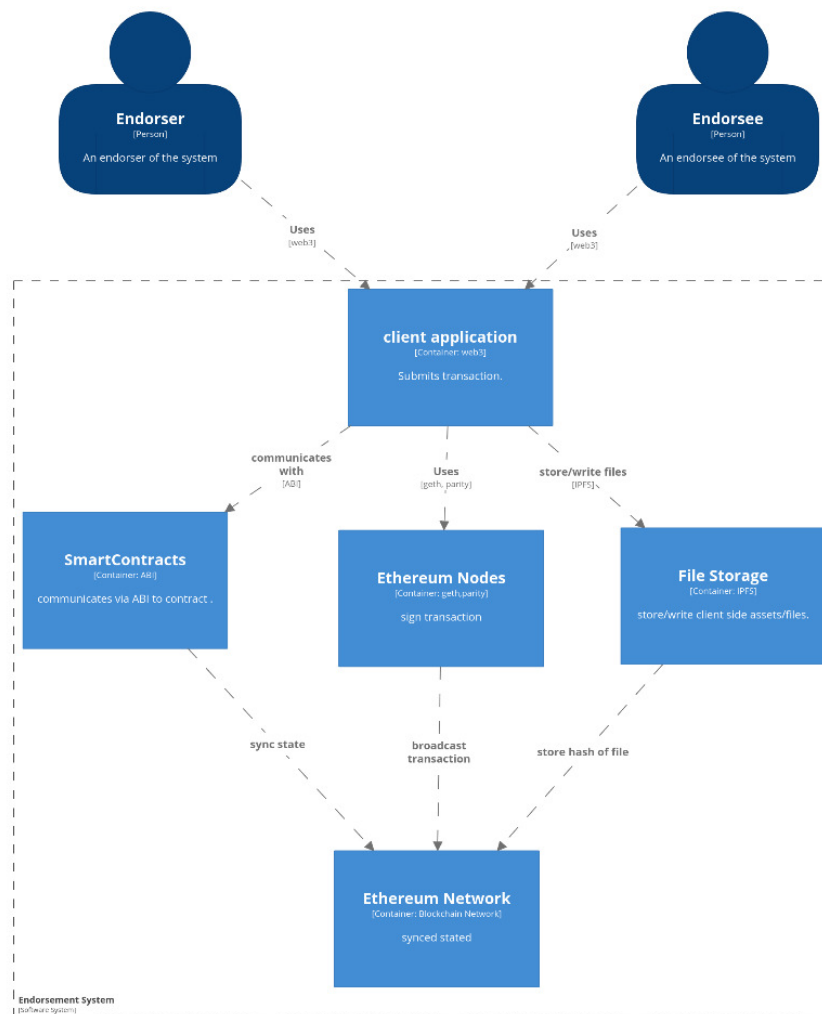 Endorser
[Person]
An endorser of the system
Endorsee
[Person]
An endorsee of the system
Uses
[web3]
Uses
[web3]
client application
[Container: web3]
Submits transaction.
communicates
with
[ABI]
Uses
[geth, parity]
store/write files
[IPFS]
SmartContracts
[Container: ABI]
communicates via ABI to contract .
Ethereum Nodes
[Container: geth,parity]
sign transaction
File Storage
[Container: IPFS]
store/write client side assets/files.
sync state
broadcast
transaction
store hash of file
Ethereum Network
[Container: Blockchain Network]
synced stated
Endorsement System
[Software System]